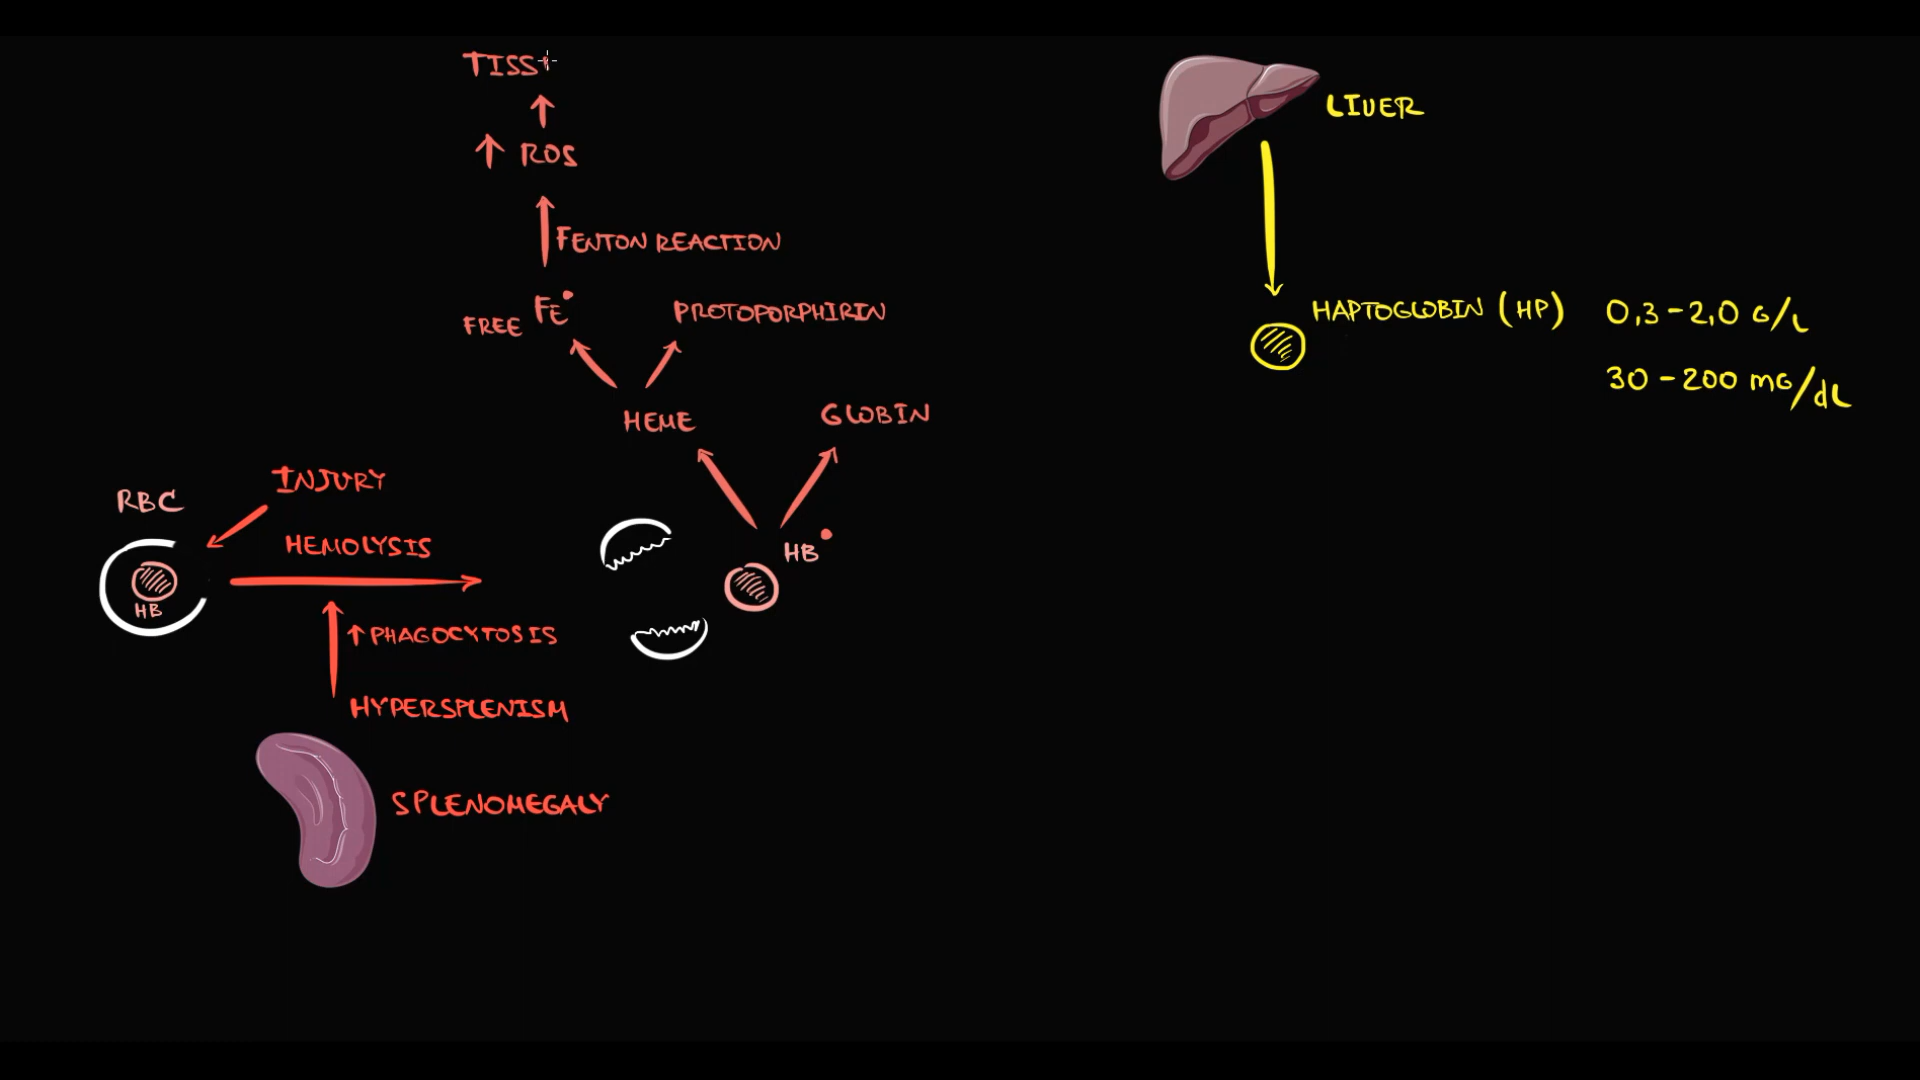 TISS
↑ ROS
FENTON REACTION
FREE FE•
PROTOPORPHIRIN
HEME
GLOBIN
HB•
RBC
INJURY
HEMOLYSIS
HB
↑ PHAGOCYTOSIS
HYPERSPLENISM
SPLENOMEGALY
LIVER
HAPTOGLOBIN (HP) 0,3-2,0 G/L
30-200 mG/dL